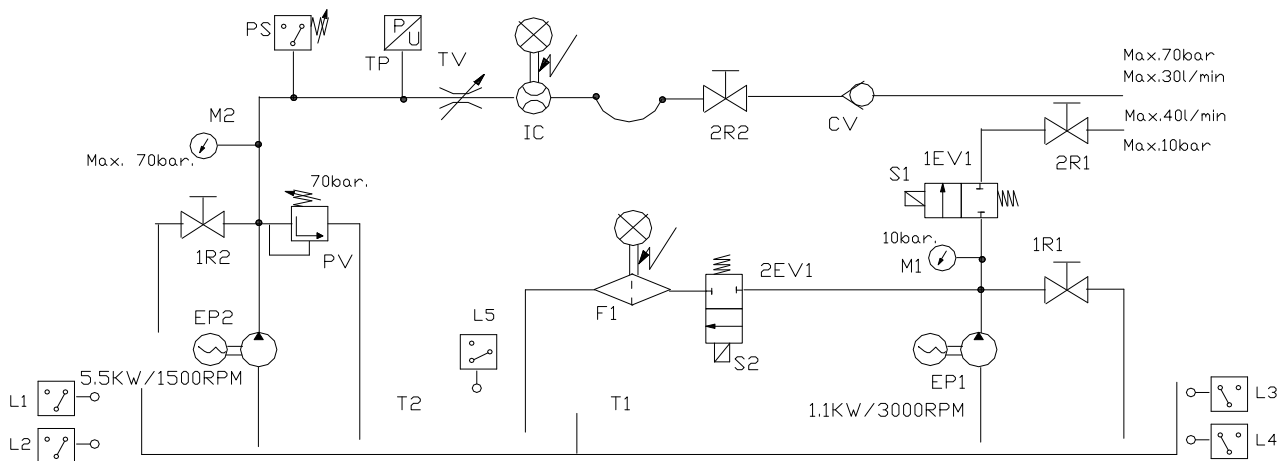 PS
P
U
TP
TV
IC
2R2
CV
Max.70bar
Max.30l/min
Max.40l/min
Max.10bar
2R1
M2
Max. 70bar.
1EV1
S1
70bar.
1R2
PV
10bar.
M1
1R1
2EV1
F1
S2
EP2
5.5KW/1500RPM
L5
EP1
1.1KW/3000RPM
T2
T1
L1
L2
L3
L4